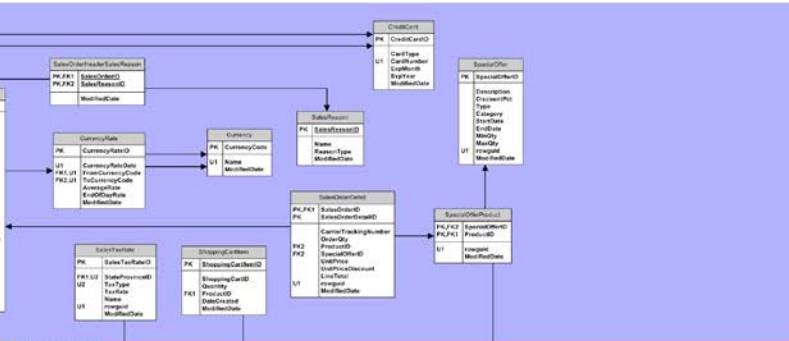 CreditCard
PK CreditCardID
CardType
U1 CardNumber
ExpMonth
ExpYear
ModifiedDate
SalesOrderHeaderSalesReason
PK,FK1 SalesOrderID
PK,FK2 SalesReasonID
ModifiedDate
SpecialOffer
PK SpecialOfferID
Description
DiscountPct
Type
Category
StartDate
EndDate
MinQty
MaxQty
U1 rowguid
ModifiedDate
SalesReason
PK SalesReasonID
Name
ReasonType
ModifiedDate
CurrencyRate
PK CurrencyRateID
U1 CurrencyRateDate
FK1,U1 FromCurrencyCode
FK2,U1 ToCurrencyCode
AverageRate
EndOfDayRate
ModifiedDate
Currency
PK CurrencyCode
U1 Name
ModifiedDate
SalesOrderDetail
PK,FK1 SalesOrderID
PK SalesOrderDetailID
CarrierTrackingNumber
OrderQty
FK2 ProductID
FK2 SpecialOfferID
UnitPrice
UnitPriceDiscount
LineTotal
U1 rowguid
ModifiedDate
SpecialOfferProduct
PK,FK2 SpecialOfferID
PK,FK1 ProductID
U1 rowguid
ModifiedDate
SalesTaxRate
PK SalesTaxRateID
FK1,U2 StateProvinceID
U2 TaxType
TaxRate
Name
U1 rowguid
ModifiedDate
ShoppingCartItem
PK ShoppingCartItemID
ShoppingCartID
Quantity
FK1 ProductID
DateCreated
ModifiedDate